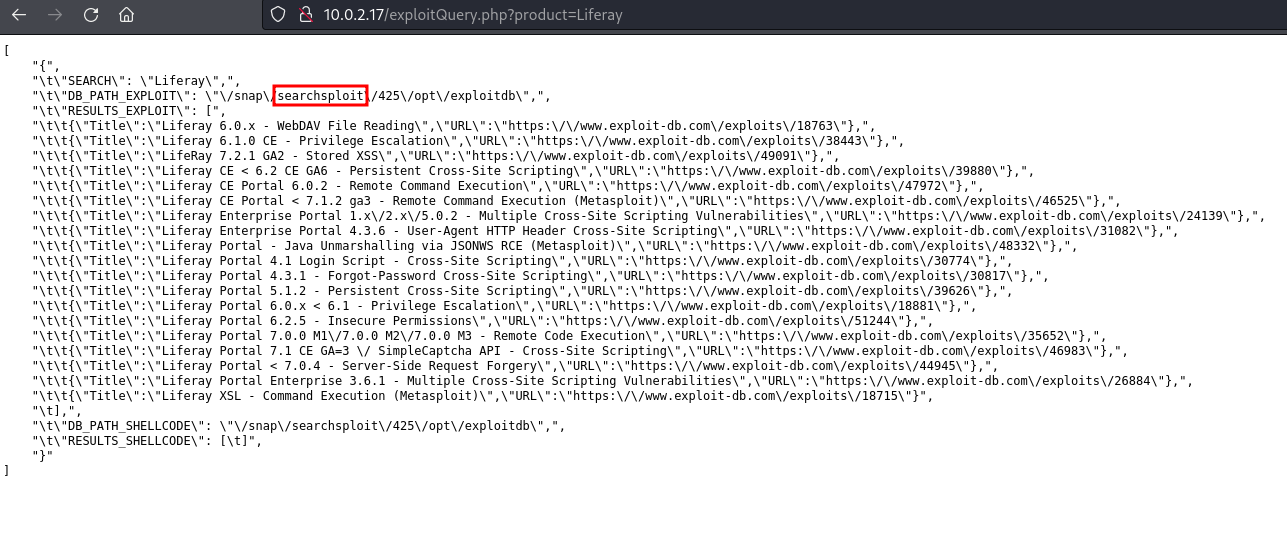 10.0.2.17/exploitQuery.php?product=Liferay
[
"{",
"\t\"SEARCH\": \"Liferay\",",
"\t\"DB_PATH_EXPLOIT\": \"\/snap\/searchsploit\/425\/opt\/exploitdb\",",
"\t\"RESULTS_EXPLOIT\": [",
"\t\t{\"Title\":\"Liferay 6.0.x - WebDAV File Reading\",\"URL\":\"https:\/\/www.exploit-db.com\/exploits\/18763\"},",
"\t\t{\"Title\":\"Liferay 6.1.0 CE - Privilege Escalation\",\"URL\":\"https:\/\/www.exploit-db.com\/exploits\/38443\"},",
"\t\t{\"Title\":\"LifeRay 7.2.1 GA2 - Stored XSS\",\"URL\":\"https:\/\/www.exploit-db.com\/exploits\/49091\"},",
"\t\t{\"Title\":\"Liferay CE < 6.2 CE GA6 - Persistent Cross-Site Scripting\",\"URL\":\"https:\/\/www.exploit-db.com\/exploits\/39880\"},",
"\t\t{\"Title\":\"Liferay CE Portal 6.0.2 - Remote Command Execution\",\"URL\":\"https:\/\/www.exploit-db.com\/exploits\/47972\"},",
"\t\t{\"Title\":\"Liferay CE Portal < 7.1.2 ga3 - Remote Command Execution (Metasploit)\",\"URL\":\"https:\/\/www.exploit-db.com\/exploits\/46525\"},",
"\t\t{\"Title\":\"Liferay Enterprise Portal 1.x\/2.x\/5.0.2 - Multiple Cross-Site Scripting Vulnerabilities\",\"URL\":\"https:\/\/www.exploit-db.com\/exploits\/24139\"},",
"\t\t{\"Title\":\"Liferay Enterprise Portal 4.3.6 - User-Agent HTTP Header Cross-Site Scripting\",\"URL\":\"https:\/\/www.exploit-db.com\/exploits\/31082\"},",
"\t\t{\"Title\":\"Liferay Portal - Java Unmarshalling via JSONWS RCE (Metasploit)\",\"URL\":\"https:\/\/www.exploit-db.com\/exploits\/48332\"},",
"\t\t{\"Title\":\"Liferay Portal 4.1 Login Script - Cross-Site Scripting\",\"URL\":\"https:\/\/www.exploit-db.com\/exploits\/30774\"},",
"\t\t{\"Title\":\"Liferay Portal 4.3.1 - Forgot-Password Cross-Site Scripting\",\"URL\":\"https:\/\/www.exploit-db.com\/exploits\/30817\"},",
"\t\t{\"Title\":\"Liferay Portal 5.1.2 - Persistent Cross-Site Scripting\",\"URL\":\"https:\/\/www.exploit-db.com\/exploits\/39626\"},",
"\t\t{\"Title\":\"Liferay Portal 6.0.x < 6.1 - Privilege Escalation\",\"URL\":\"https:\/\/www.exploit-db.com\/exploits\/18881\"},",
"\t\t{\"Title\":\"Liferay Portal 6.2.5 - Insecure Permissions\",\"URL\":\"https:\/\/www.exploit-db.com\/exploits\/51244\"},",
"\t\t{\"Title\":\"Liferay Portal 7.0.0 M1\/7.0.0 M2\/7.0.0 M3 - Remote Code Execution\",\"URL\":\"https:\/\/www.exploit-db.com\/exploits\/35652\"},",
"\t\t{\"Title\":\"Liferay Portal 7.1 CE GA=3 \/ SimpleCaptcha API - Cross-Site Scripting\",\"URL\":\"https:\/\/www.exploit-db.com\/exploits\/46983\"},",
"\t\t{\"Title\":\"Liferay Portal < 7.0.4 - Server-Side Request Forgery\",\"URL\":\"https:\/\/www.exploit-db.com\/exploits\/44945\"},",
"\t\t{\"Title\":\"Liferay Portal Enterprise 3.6.1 - Multiple Cross-Site Scripting Vulnerabilities\",\"URL\":\"https:\/\/www.exploit-db.com\/exploits\/26884\"},",
"\t\t{\"Title\":\"Liferay XSL - Command Execution (Metasploit)\",\"URL\":\"https:\/\/www.exploit-db.com\/exploits\/18715\"}",
"\t],",
"\t\"DB_PATH_SHELLCODE\": \"\/snap\/searchsploit\/425\/opt\/exploitdb\",",
"\t\"RESULTS_SHELLCODE\": [\t]",
"}"
]